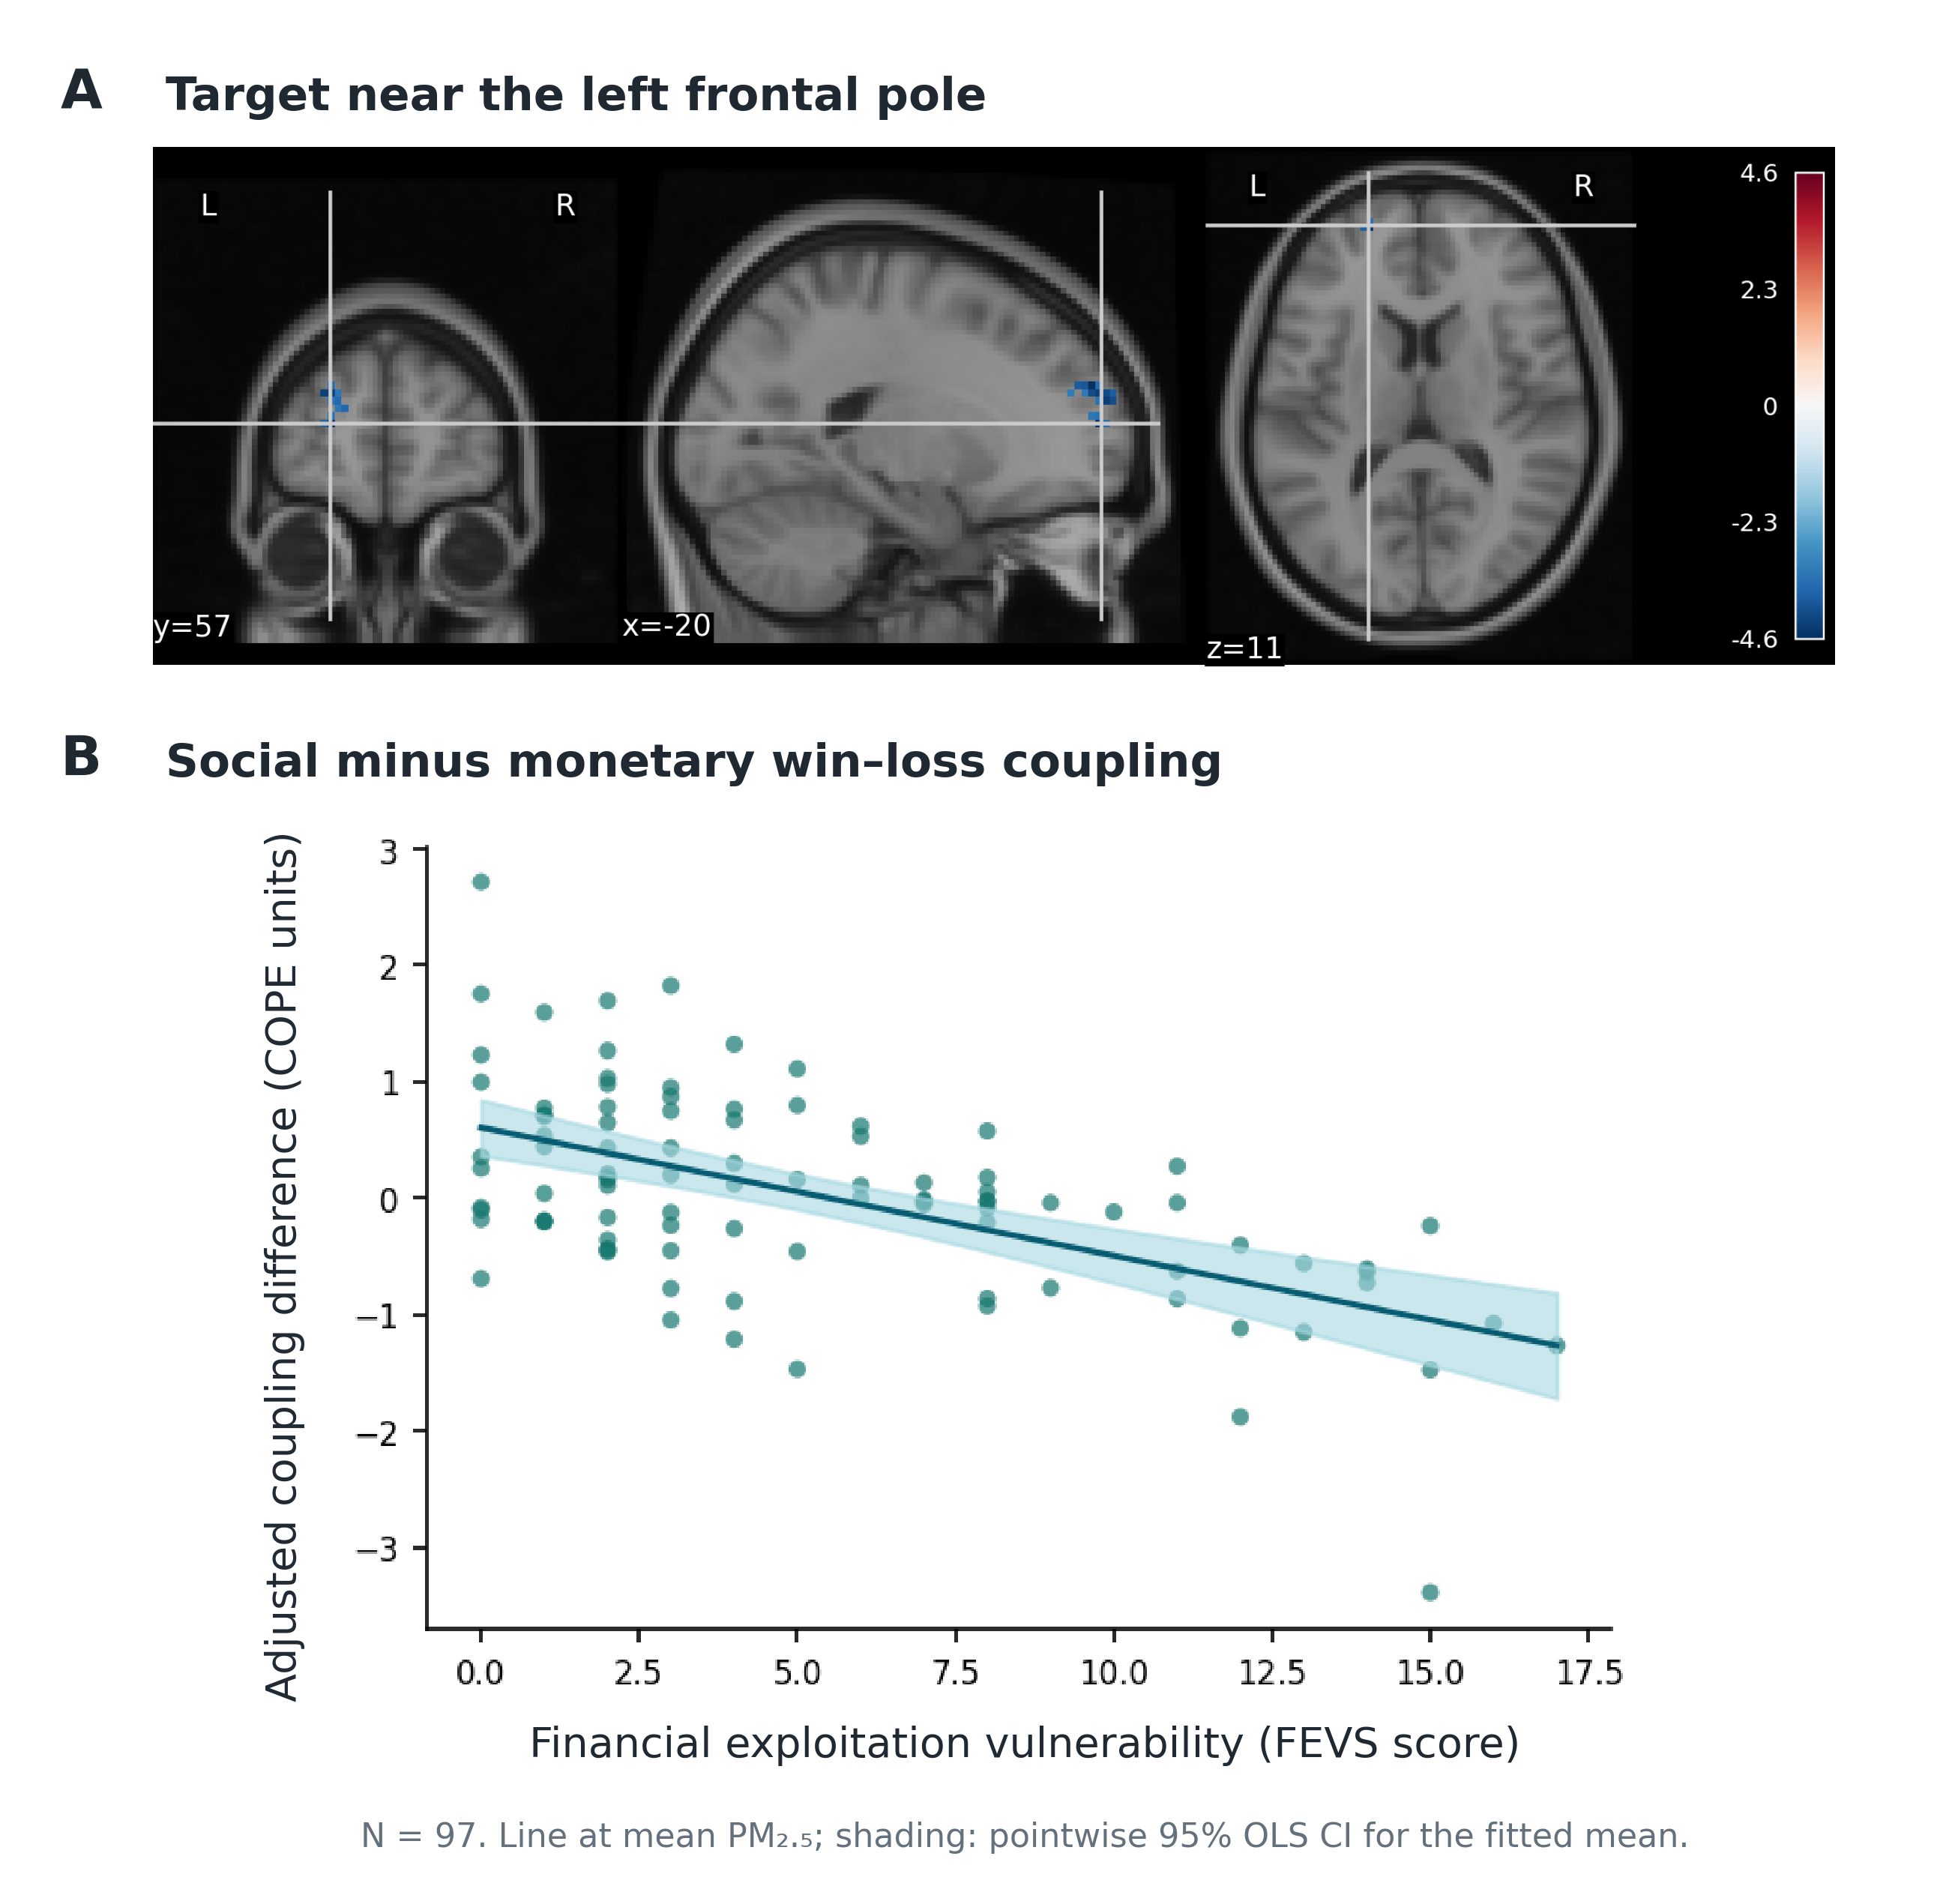 A Target near the left frontal pole
L R L R
4.6
2.3
0
-2.3
-4.6
y=57 x=-20 z=11
B Social minus monetary win–loss coupling
Adjusted coupling difference (COPE units)
3
2
1
0
−1
−2
−3
0.0 2.5 5.0 7.5 10.0 12.5 15.0 17.5
Financial exploitation vulnerability (FEVS score)
N = 97. Line at mean PM₂.₅; shading: pointwise 95% OLS CI for the fitted mean.